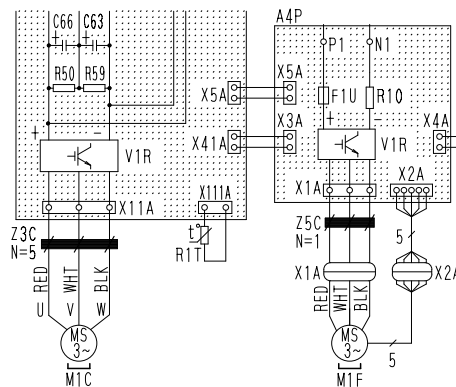 C66 C63
+ +
R50 R59
+ -
V1R
X11A
X111A
Z3C
N=5
t°
R1T
RED WHT BLK
U V W
MS
3~
M1C
X5A
X41A
A4P
P1 N1
X5A
F1U R10
X3A
X4A
+ -
V1R
X1A
X2A
Z5C
N=1
5
X1A
X2A
RED WHT BLK
MS
3~
5
M1F